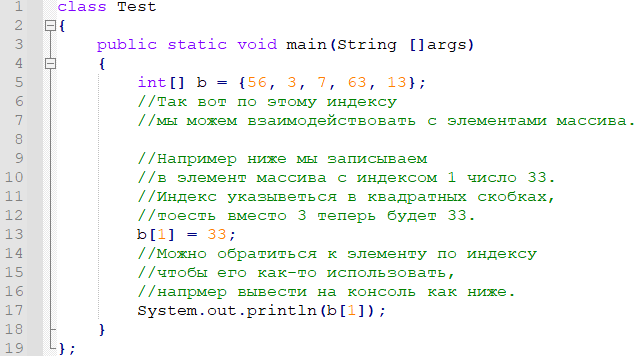 1 class Test
2 {
3 public static void main(String []args)
4 {
5 int[] b = {56, 3, 7, 63, 13};
6 //Так вот по этому индексу
7 //мы можем взаимодействовать с элементами массива.
8
9 //Например ниже мы записываем
10 //в элемент массива с индексом 1 число 33.
11 //Индекс указыветься в квадратных скобках,
12 //тоесть вместо 3 теперь будет 33.
13 b[1] = 33;
14 //Можно обратиться к элементу по индексу
15 //чтобы его как-то использовать,
16 //напрмер вывести на консоль как ниже.
17 System.out.println(b[1]);
18 }
19 };